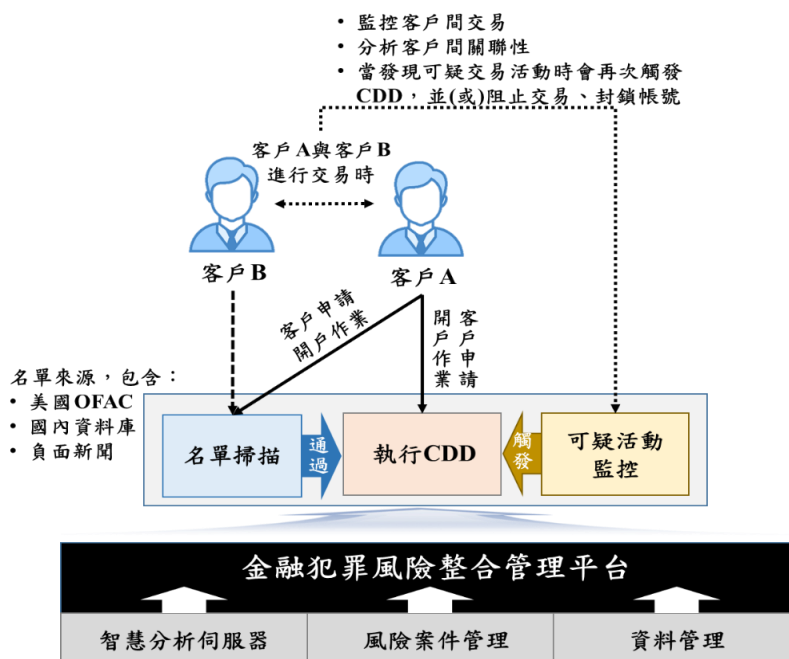 • 監控客戶間交易
• 分析客戶間關聯性
• 當發現可疑交易活動時會再次觸發
CDD，並(或)阻止交易、封鎖帳號
客戶A與客戶B
進行交易時
客戶B
客戶A
客戶申請
開戶作業
客戶申請
開戶作業
名單來源，包含：
• 美國OFAC
• 國內資料庫
• 負面新聞
名單掃描
通過
執行CDD
觸發
可疑活動
監控
金融犯罪風險整合管理平台
智慧分析伺服器
風險案件管理
資料管理